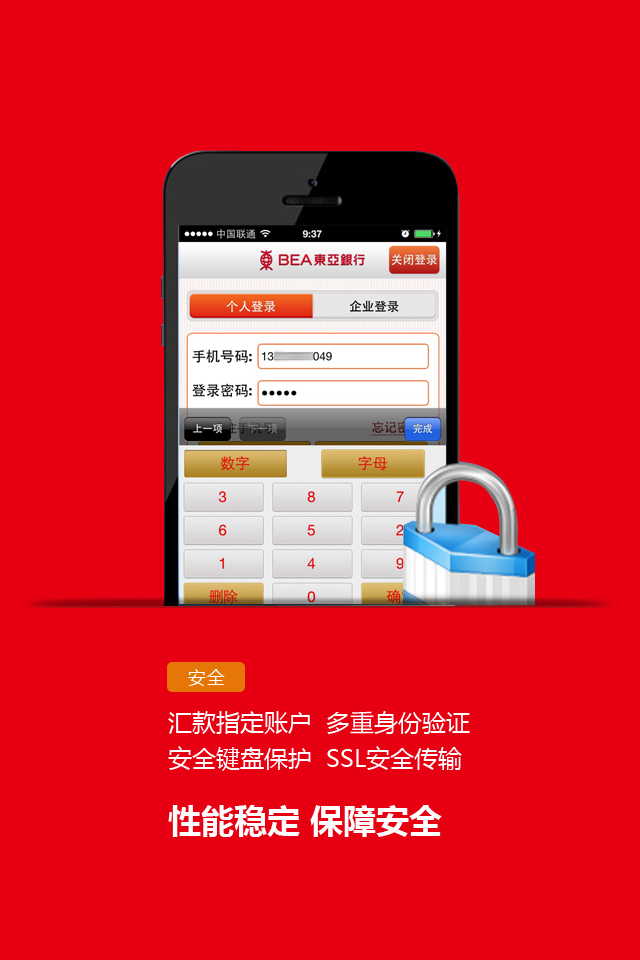 中国联通 9:37
BEA東亞銀行 关闭登录
个人登录 企业登录
手机号码: 13 049
登录密码: •••••
上一项 下一项 忘记密 完成
数字 字母
3 8 7
6 5 2
1 4 9
删除 0 确
安全
汇款指定账户 多重身份验证
安全键盘保护 SSL安全传输
性能稳定 保障安全